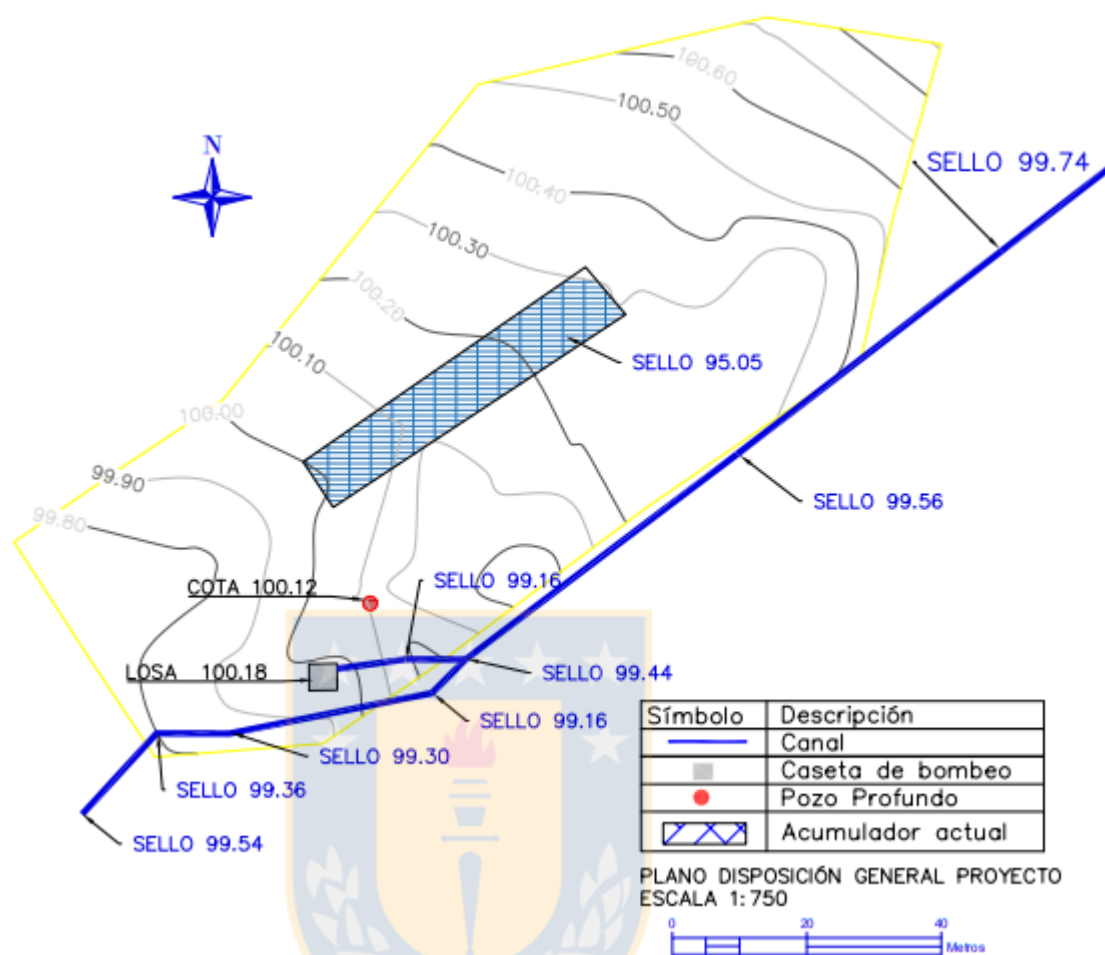 100.60
100.50
SELLO 99.74
100.40
N
100.30
100.20
100.10
SELLO 95.05
100.00
99.90
99.80
SELLO 99.56
COTA 100.12
SELLO 99.16
LOSA 100.18
SELLO 99.44
SELLO 99.16
SELLO 99.30
SELLO 99.36
SELLO 99.54
Símbolo Descripción
Canal
Caseta de bombeo
Pozo Profundo
Acumulador actual
PLANO DISPOSICIÓN GENERAL PROYECTO
ESCALA 1:750
0 20 40
Metros